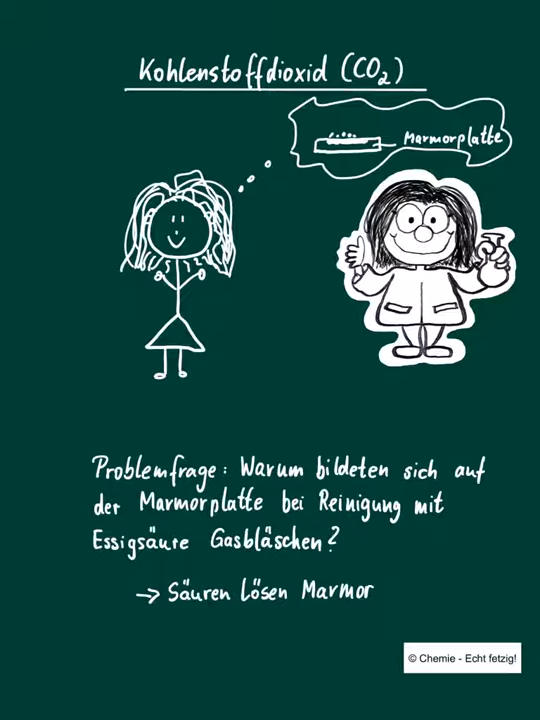 Kohlenstoffdioxid (CO₂)
Marmorplatte
Problemfrage: Warum bildeten sich auf
der Marmorplatte bei Reinigung mit
Essigsäure Gasbläschen?
→ Säuren lösen Marmor
© Chemie - Echt fetzig!